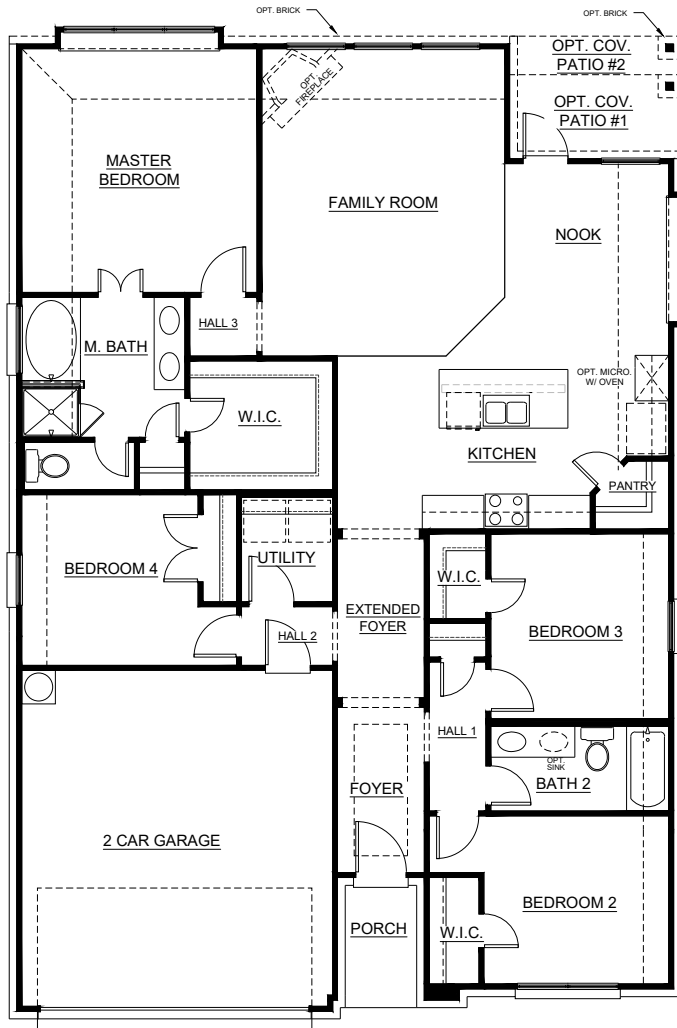 OPT. BRICK
OPT. BRICK
OPT. COV.
PATIO #2
OPT. COV.
PATIO #1
OPT.
FIREPLACE
MASTER
BEDROOM
FAMILY ROOM
NOOK
HALL 3
M. BATH
OPT. MICRO.
W/ OVEN
W.I.C.
KITCHEN
PANTRY
UTILITY
BEDROOM 4
W.I.C.
EXTENDED
FOYER
BEDROOM 3
HALL 2
HALL 1
OPT.
SINK
BATH 2
FOYER
2 CAR GARAGE
BEDROOM 2
PORCH
W.I.C.